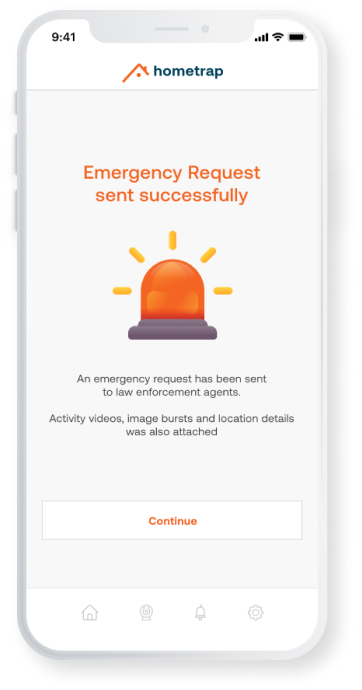 9:41
hometrap
Emergency Request
sent successfully
An emergency request has been sent
to law enforcement agents.
Activity videos, image bursts and location details
was also attached
Continue